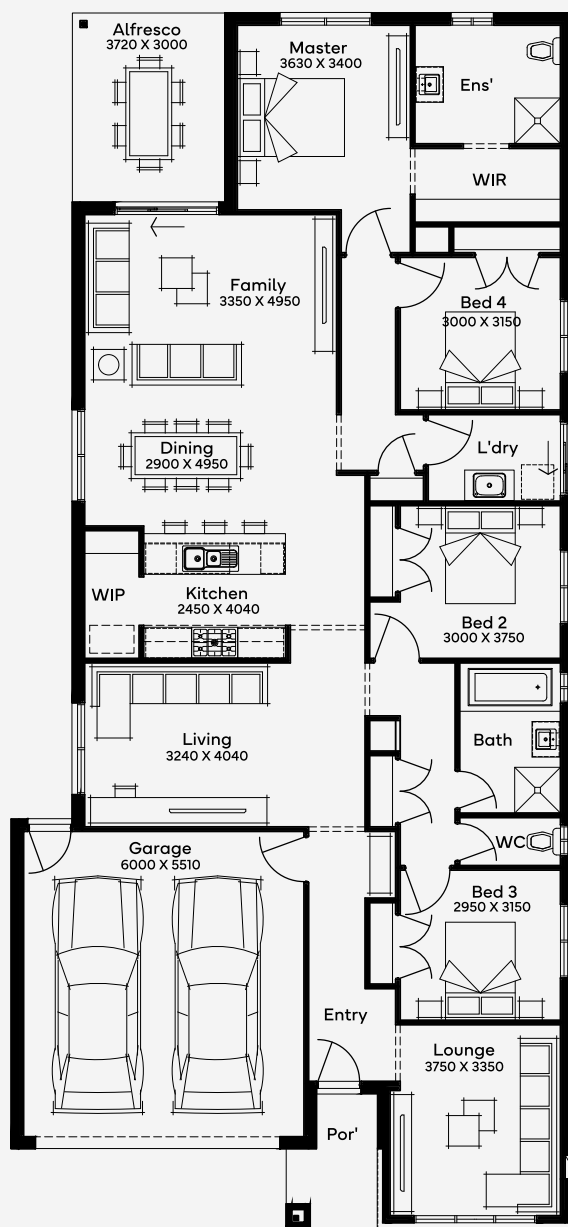 Alfresco
3720 X 3000
Master
3630 X 3400
Ens'
WIR
Family
3350 X 4950
Bed 4
3000 X 3150
Dining
2900 X 4950
L'dry
Kitchen
2450 X 4040
WIP
Bed 2
3000 X 3750
Living
3240 X 4040
Bath
WC
Garage
6000 X 5510
Bed 3
2950 X 3150
Entry
Lounge
3750 X 3350
Por'